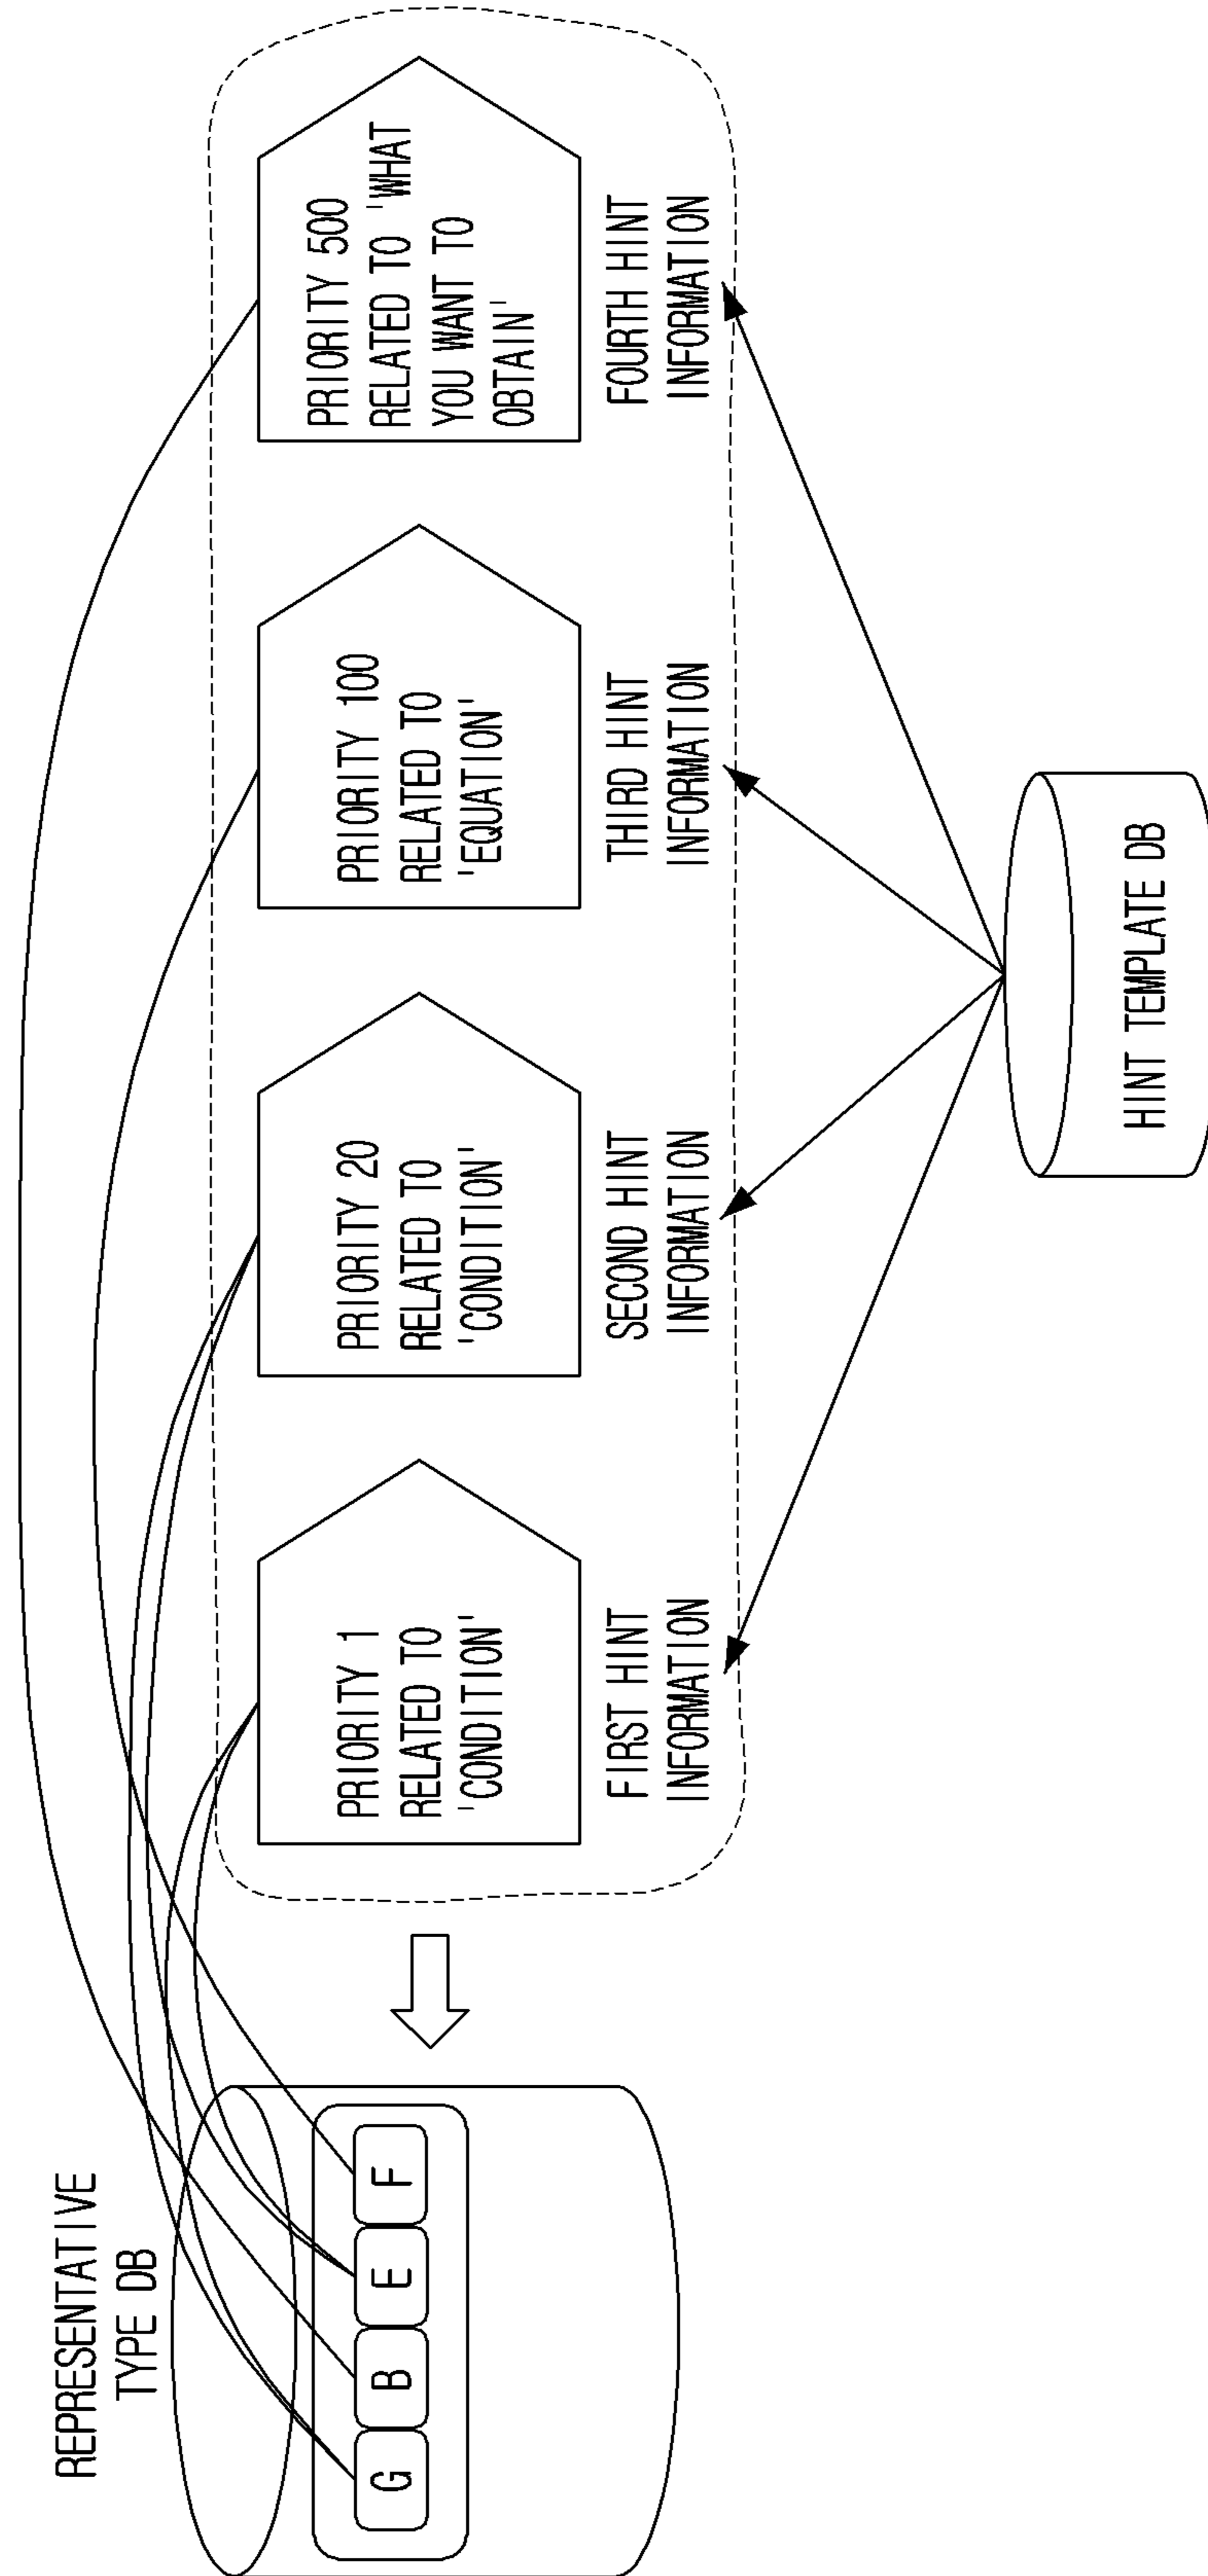 REPRESENTATIVE
TYPE DB
G
B
E
F
PRIORITY 1
RELATED TO
'CONDITION'
FIRST HINT
INFORMATION
PRIORITY 20
RELATED TO
'CONDITION'
SECOND HINT
INFORMATION
PRIORITY 100
RELATED TO
'EQUATION'
THIRD HINT
INFORMATION
PRIORITY 500
RELATED TO 'WHAT
YOU WANT TO
OBTAIN'
FOURTH HINT
INFORMATION
HINT TEMPLATE DB